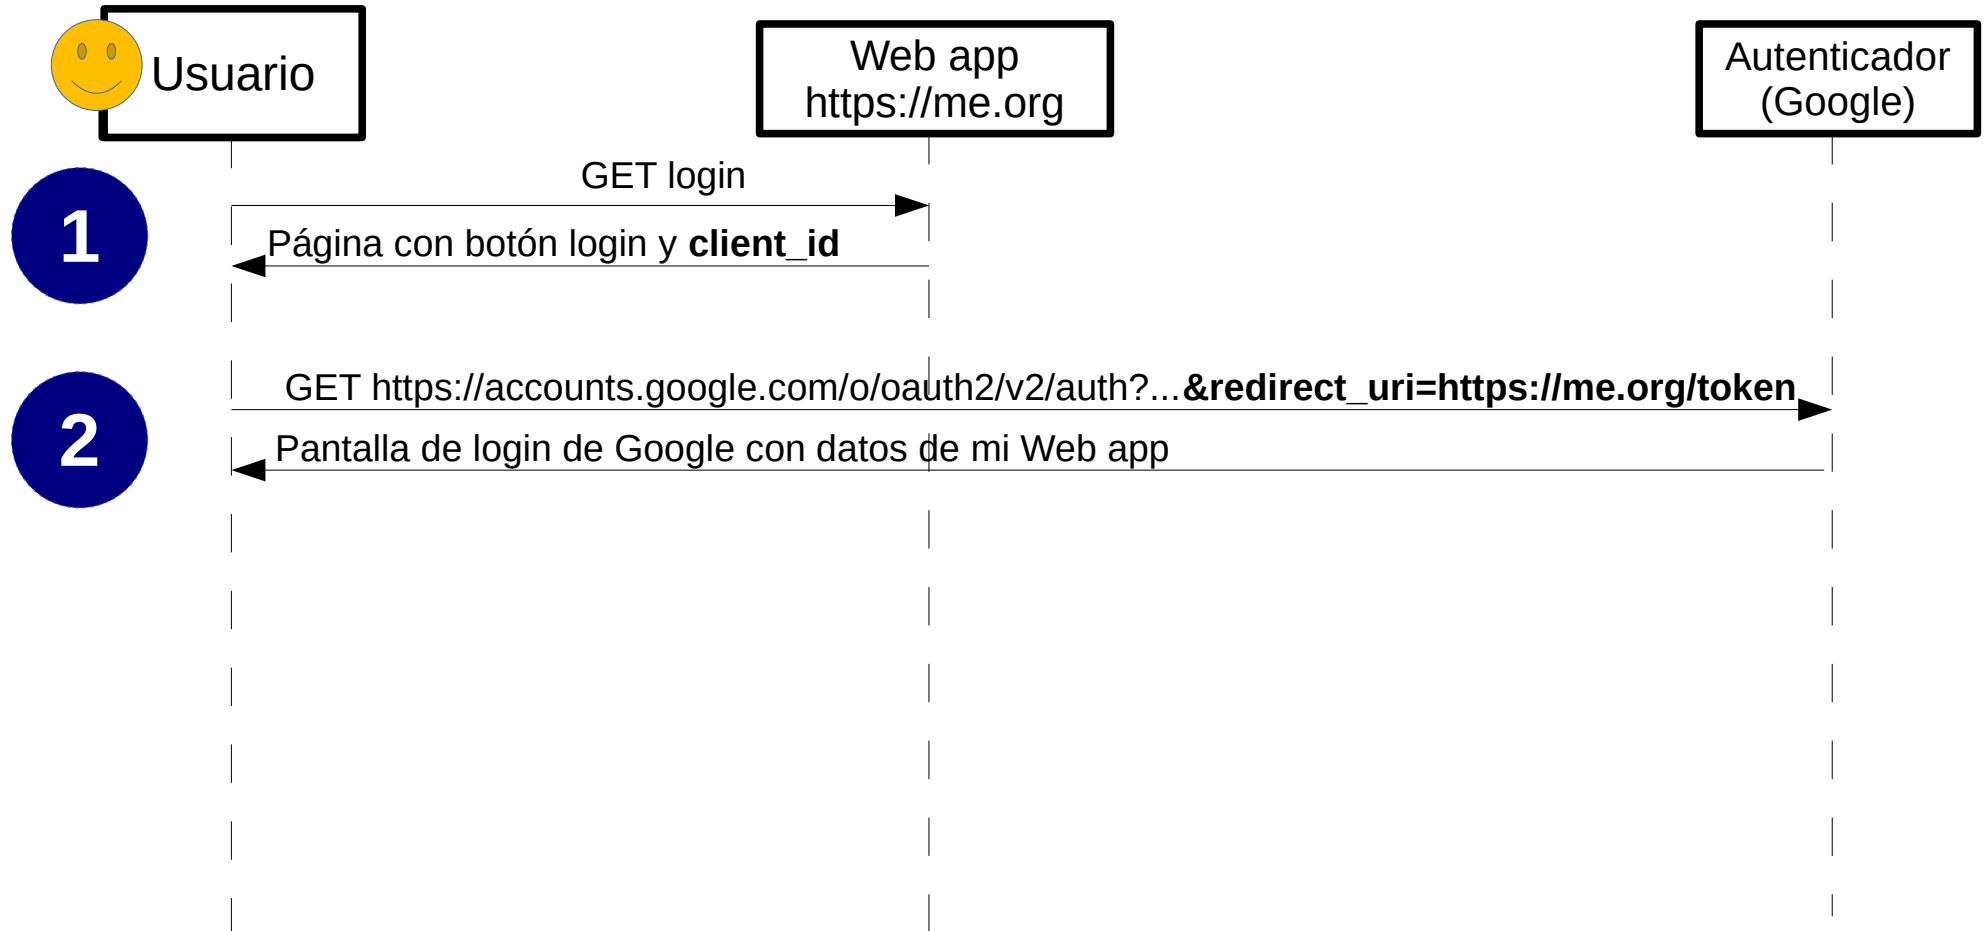 Usuario
Web app
https://me.org
Autenticador
(Google)
GET login
1
Página con botón login y client_id
GET https://accounts.google.com/o/oauth2/v2/auth?...&redirect_uri=https://me.org/token
2
Pantalla de login de Google con datos de mi Web app